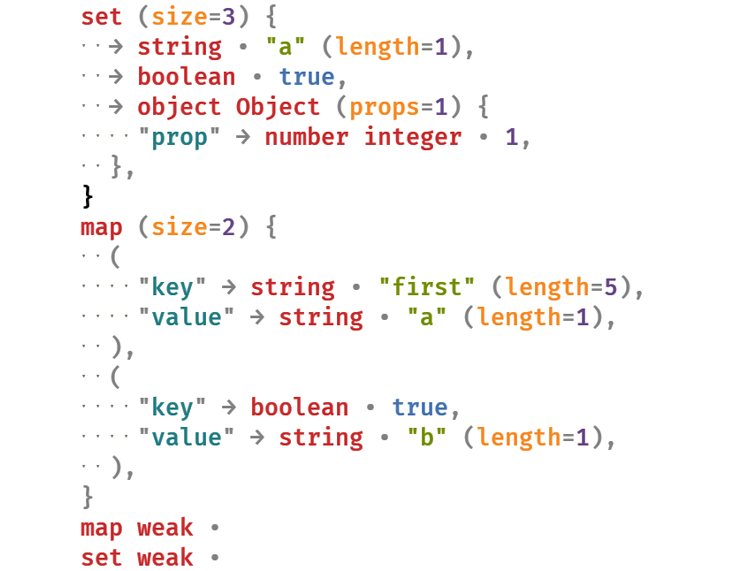 set (size=3) {
··→ string • "a" (length=1),
··→ boolean • true,
··→ object Object (props=1) {
····"prop" → number integer • 1,
··},
}
map (size=2) {
··(
····"key" → string • "first" (length=5),
····"value" → string • "a" (length=1),
··),
··(
····"key" → boolean • true,
····"value" → string • "b" (length=1),
··),
}
map weak •
set weak •